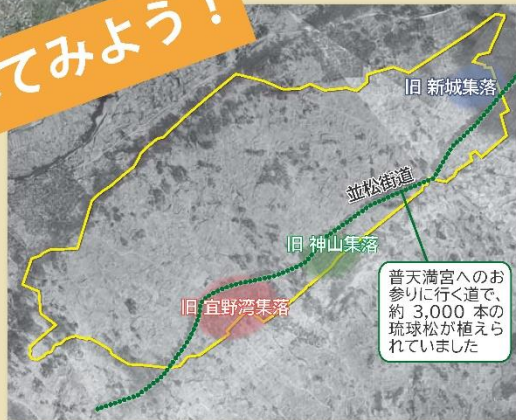 てみよう！
旧 新城集落
並松街道
旧 神山集落
旧 宜野湾集落
普天満宮へのお
参りに行く道で、
約 3,000 本の
琉球松が植えら
れていました